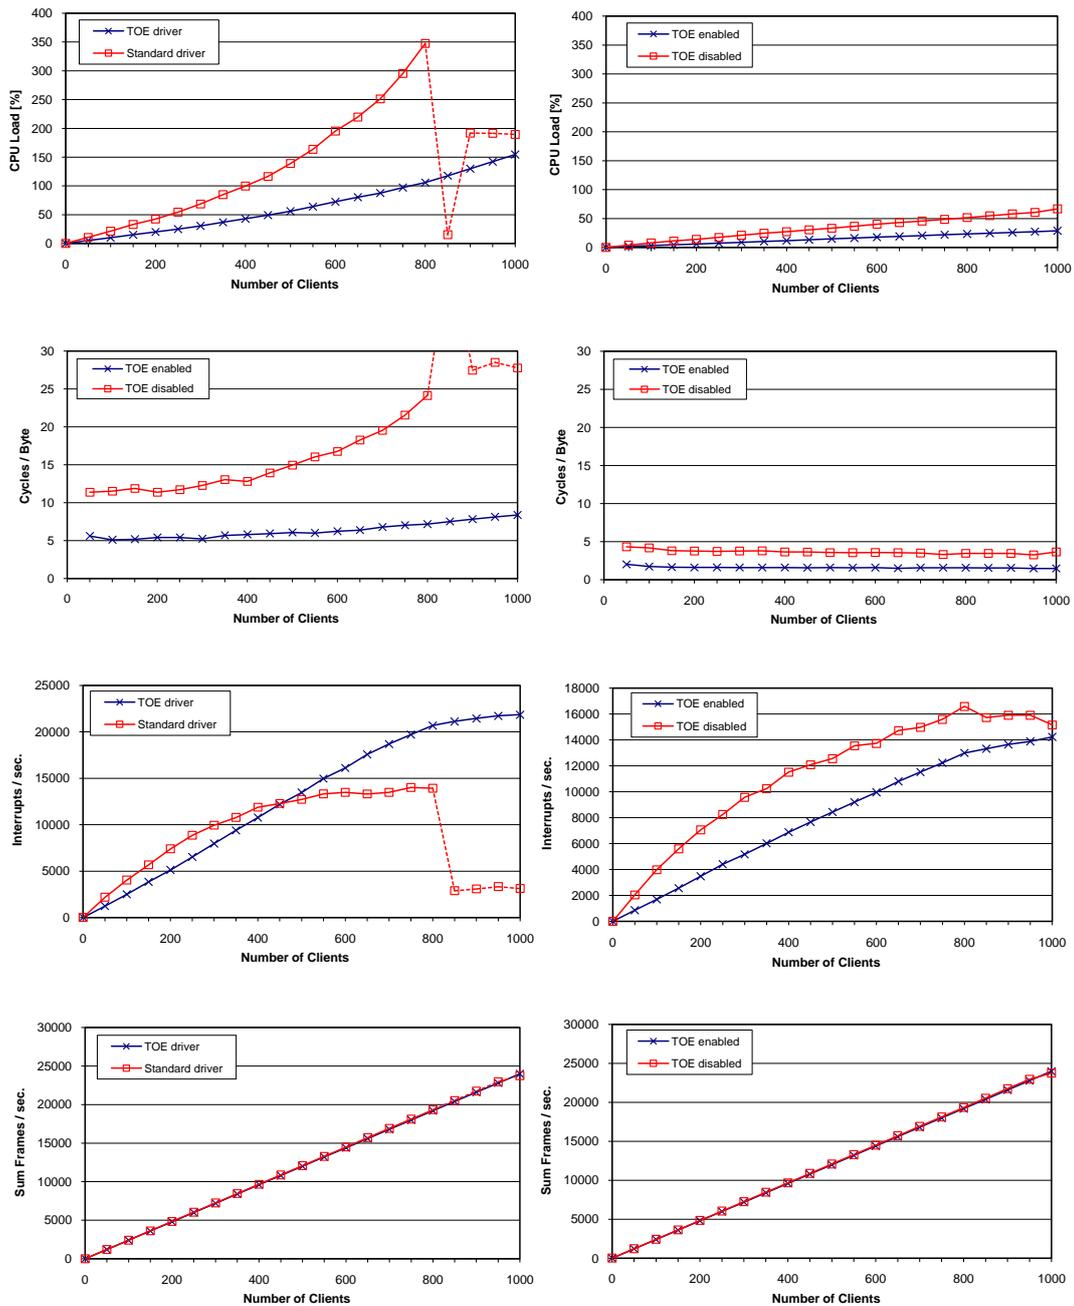 400
350
300
250
200
150
100
50
0
CPU Load [%]
TOE driver
Standard driver
0 200 400 600 800 1000
Number of Clients
400
350
300
250
200
150
100
50
0
CPU Load [%]
TOE enabled
TOE disabled
0 200 400 600 800 1000
Number of Clients
30
25
20
15
10
5
0
Cycles / Byte
TOE enabled
TOE disabled
0 200 400 600 800 1000
Number of Clients
30
25
20
15
10
5
0
Cycles / Byte
TOE enabled
TOE disabled
0 200 400 600 800 1000
Number of Clients
25000
20000
15000
10000
5000
0
Interrupts / sec.
TOE driver
Standard driver
0 200 400 600 800 1000
Number of Clients
18000
16000
14000
12000
10000
8000
6000
4000
2000
0
Interrupts / sec.
TOE enabled
TOE disabled
0 200 400 600 800 1000
Number of Clients
30000
25000
20000
15000
10000
5000
0
Sum Frames / sec.
TOE driver
Standard driver
0 200 400 600 800 1000
Number of Clients
30000
25000
20000
15000
10000
5000
0
Sum Frames / sec.
TOE enabled
TOE disabled
0 200 400 600 800 1000
Number of Clients